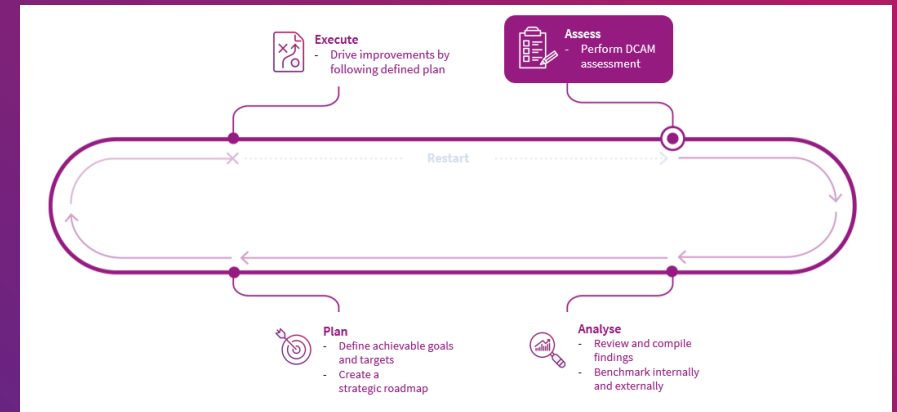 Execute
- Drive improvements by
following defined plan
Assess
- Perform DCAM
assessment
Restart
Plan
- Define achievable goals
and targets
- Create a
strategic roadmap
Analyse
- Review and compile
findings
- Benchmark internally
and externally